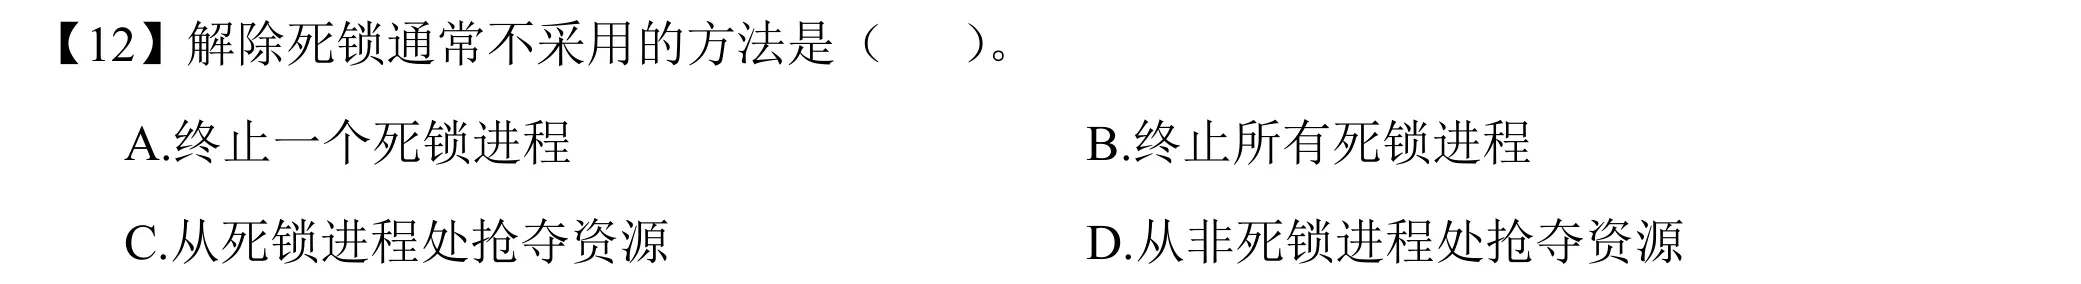 【12】解除死锁通常不采用的方法是（　　）。
A.终止一个死锁进程　　B.终止所有死锁进程
C.从死锁进程处抢夺资源　　D.从非死锁进程处抢夺资源